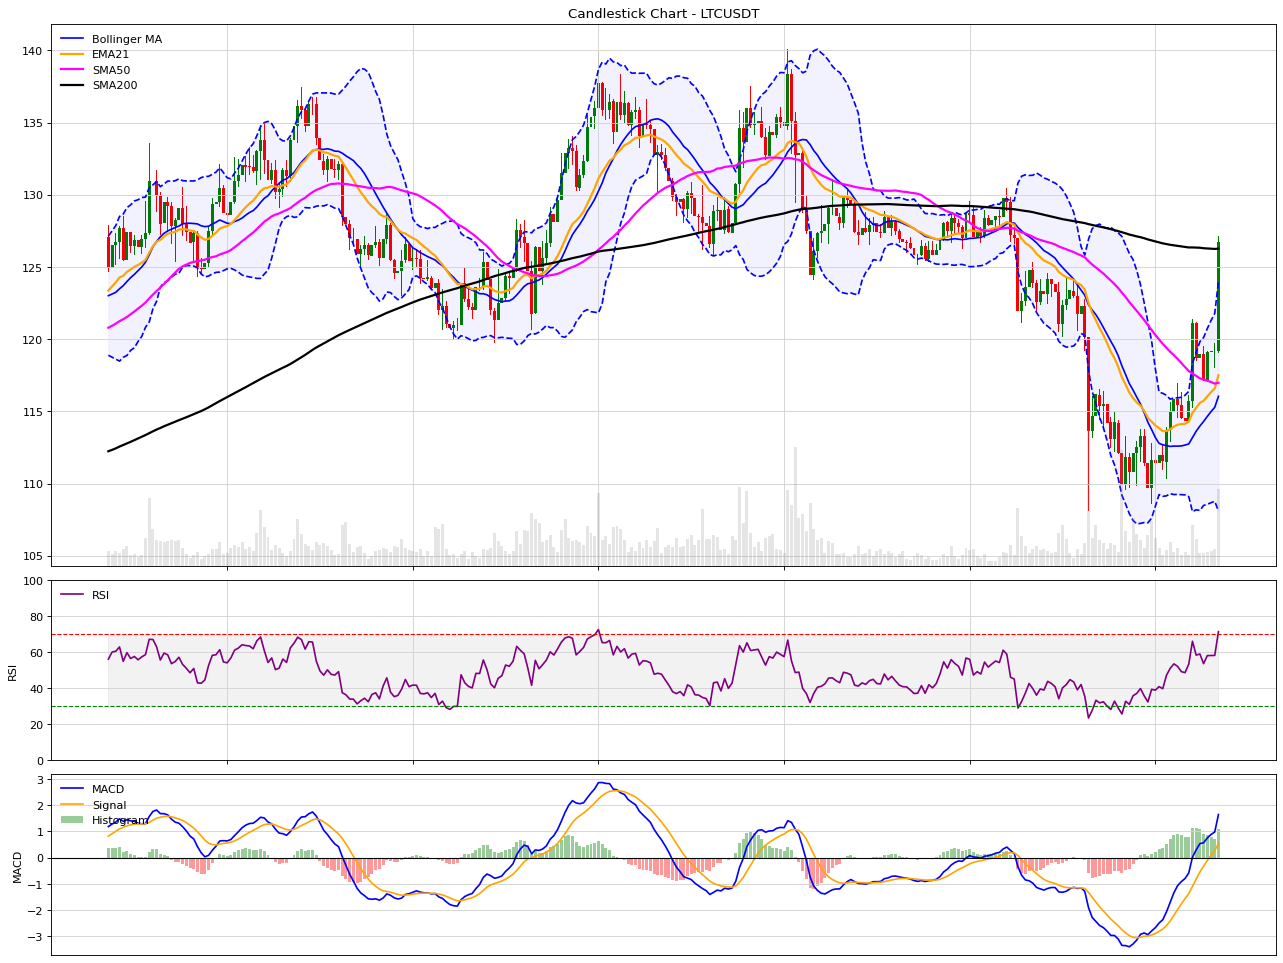 Candlestick Chart - LTCUSDT
Bollinger MA
EMA21
SMA50
SMA200
140
135
130
125
120
115
110
105
100
80
60
40
20
0
RSI
RSI
3
2
1
0
−1
−2
−3
MACD
MACD
Signal
Histogram